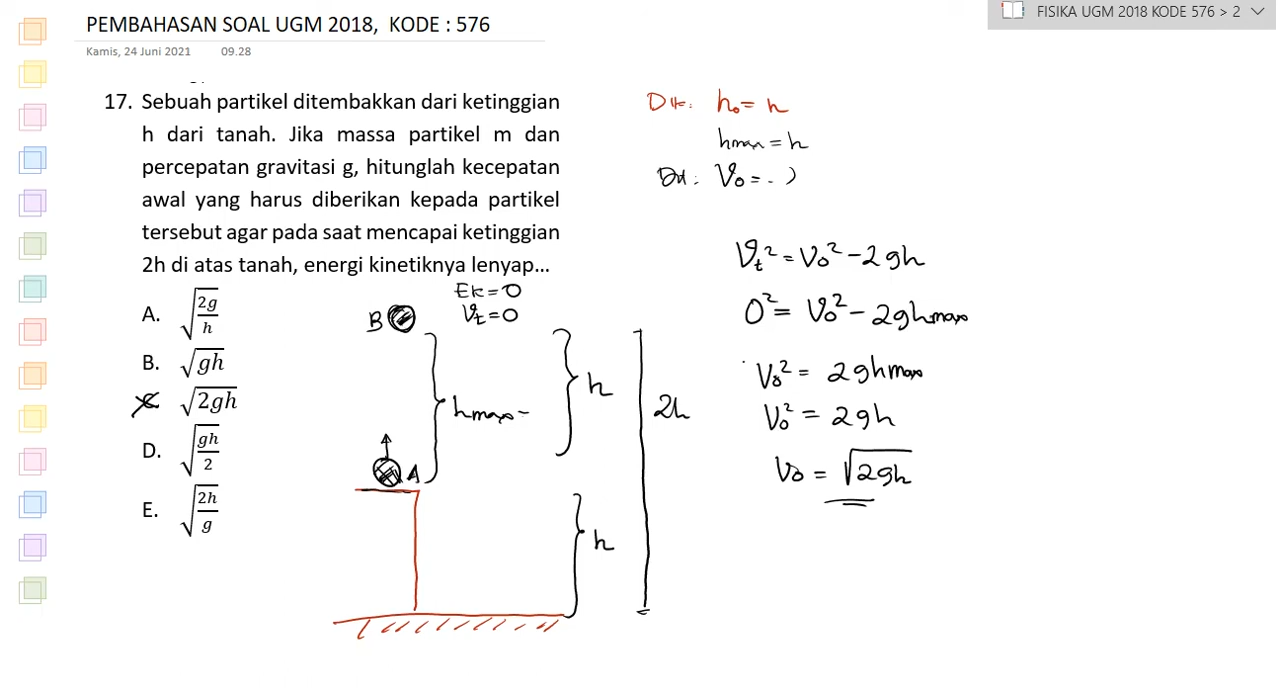 PEMBAHASAN SOAL UGM 2018, KODE : 576
FISIKA UGM 2018 KODE 576 > 2
Kamis, 24 Juni 2021 09.28
17. Sebuah partikel ditembakkan dari ketinggian
h dari tanah. Jika massa partikel m dan
percepatan gravitasi g, hitunglah kecepatan
awal yang harus diberikan kepada partikel
tersebut agar pada saat mencapai ketinggian
2h di atas tanah, energi kinetiknya lenyap...
A. √(2g/h)
B. √gh
C. √2gh
D. √(gh/2)
E. √(2h/g)
Ek = 0
Vt = 0
B
hmax =
h
2h
A
h
Dik: h₀ = h
hmax = h
Dit: V₀ = . )
Vt² = V₀² - 2gh
0² = V₀² - 2ghmax
V₀² = 2ghmax
V₀² = 2gh
V₀ = √2gh